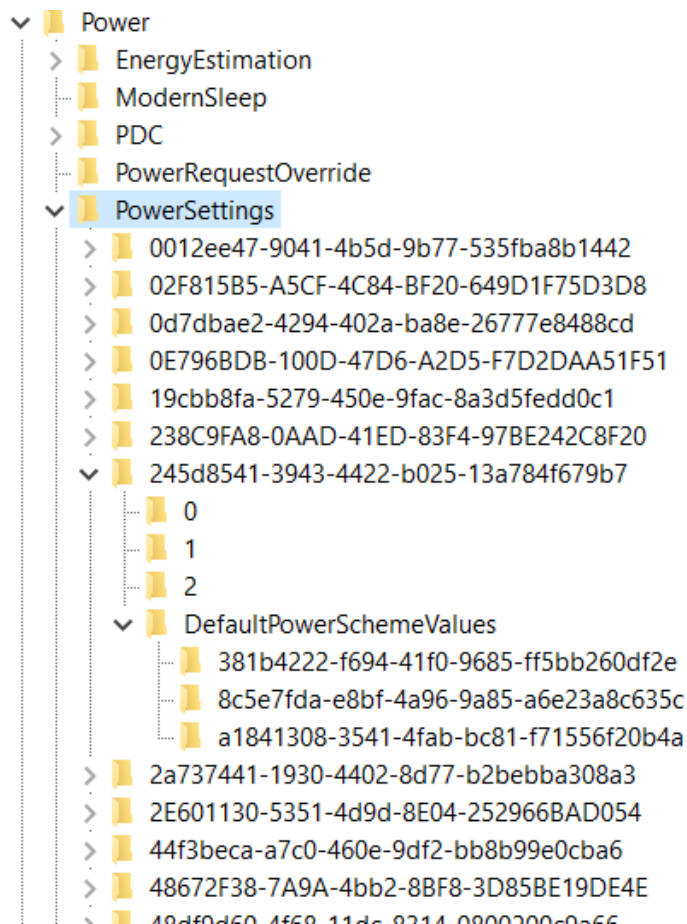 Power
EnergyEstimation
ModernSleep
PDC
PowerRequestOverride
PowerSettings
0012ee47-9041-4b5d-9b77-535fba8b1442
02F815B5-A5CF-4C84-BF20-649D1F75D3D8
0d7dbae2-4294-402a-ba8e-26777e8488cd
0E796BDB-100D-47D6-A2D5-F7D2DAA51F51
19cbb8fa-5279-450e-9fac-8a3d5fedd0c1
238C9FA8-0AAD-41ED-83F4-97BE242C8F20
245d8541-3943-4422-b025-13a784f679b7
0
1
2
DefaultPowerSchemeValues
381b4222-f694-41f0-9685-ff5bb260df2e
8c5e7fda-e8bf-4a96-9a85-a6e23a8c635c
a1841308-3541-4fab-bc81-f71556f20b4a
2a737441-1930-4402-8d77-b2bebba308a3
2E601130-5351-4d9d-8E04-252966BAD054
44f3beca-a7c0-460e-9df2-bb8b99e0cba6
48672F38-7A9A-4bb2-8BF8-3D85BE19DE4E